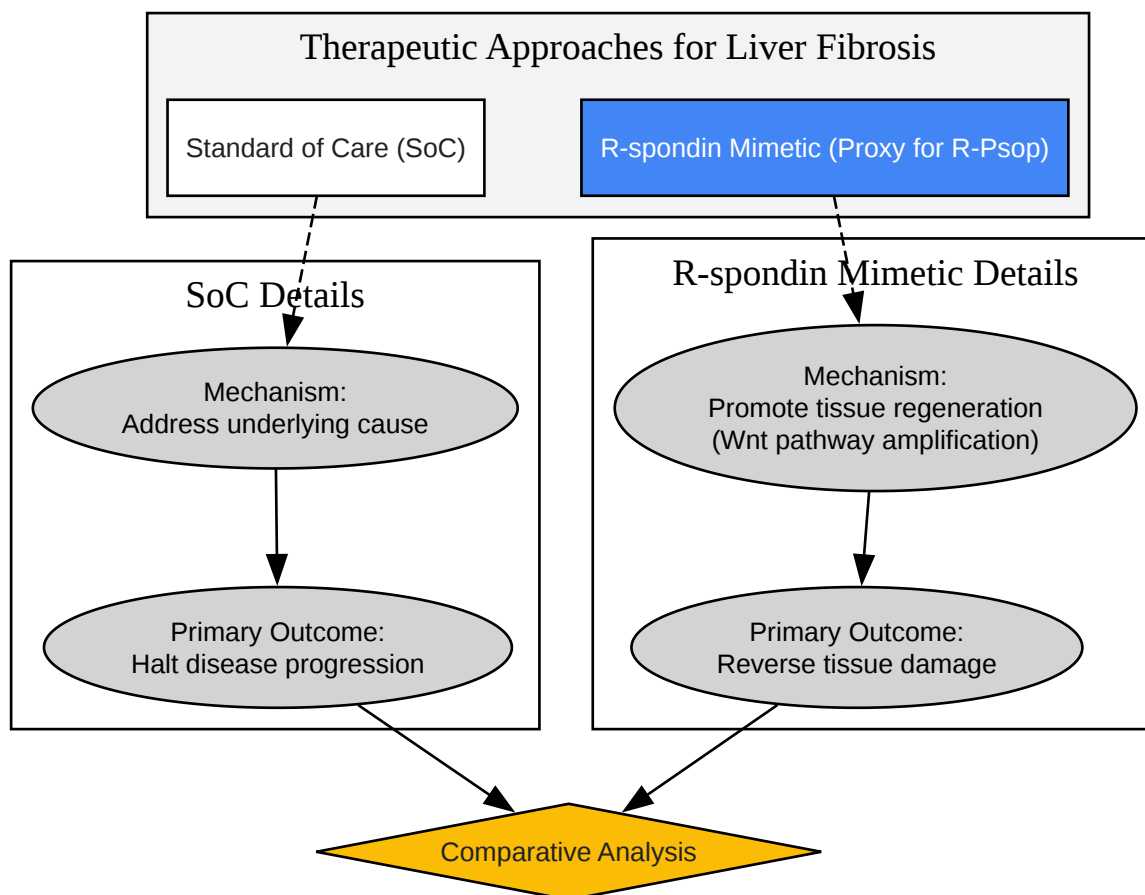 Therapeutic Approaches for Liver Fibrosis
Standard of Care (SoC)
R-spondin Mimetic (Proxy for R-Psop)
SoC Details
Mechanism:
Address underlying cause
Primary Outcome:
Halt disease progression
R-spondin Mimetic Details
Mechanism:
Promote tissue regeneration
(Wnt pathway amplification)
Primary Outcome:
Reverse tissue damage
Comparative Analysis